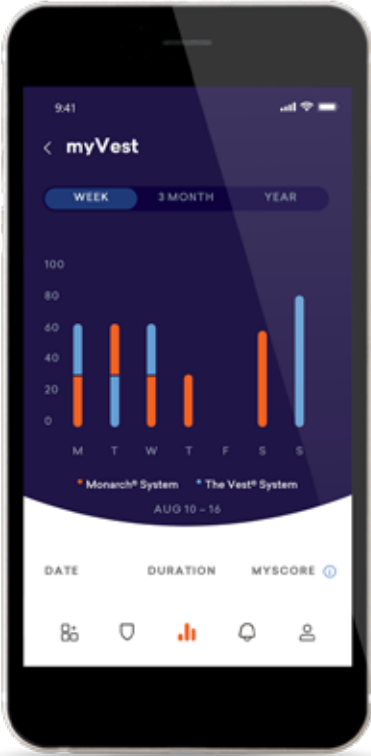 9:41
< myVest
WEEK 3 MONTH YEAR
100
80
60
40
20
0
M T W T F S S
• Monarch® System • The Vest® System
AUG 10 – 16
DATE DURATION MYSCORE ⓘ